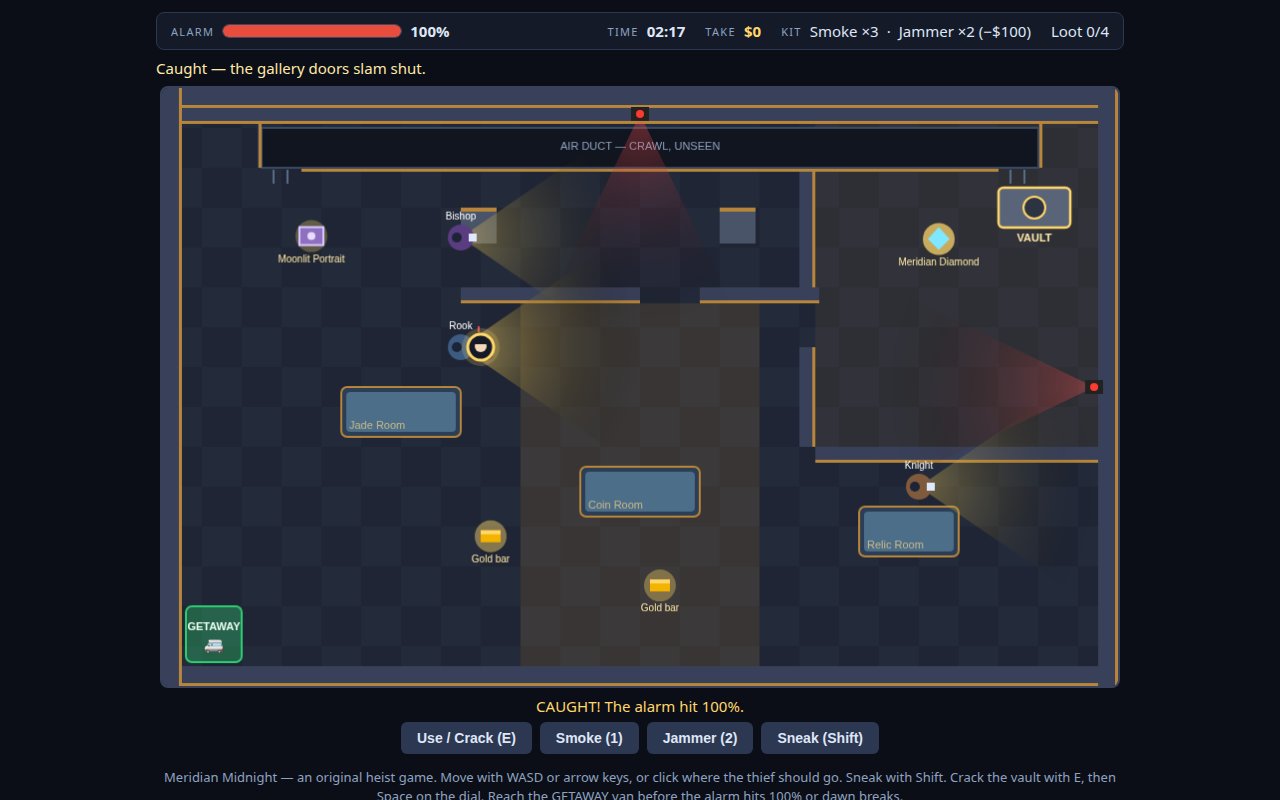 ALARM 100% TIME 02:17 TAKE $0 KIT Smoke ×3 · Jammer ×2 (−$100) Loot 0/4
Caught — the gallery doors slam shut.
AIR DUCT — CRAWL, UNSEEN
Bishop
Moonlit Portrait
VAULT
Meridian Diamond
Rook
Jade Room
Knight
Coin Room
Relic Room
Gold bar
Gold bar
GETAWAY
CAUGHT! The alarm hit 100%.
Use / Crack (E) Smoke (1) Jammer (2) Sneak (Shift)
Meridian Midnight — an original heist game. Move with WASD or arrow keys, or click where the thief should go. Sneak with Shift. Crack the vault with E, then
Space on the dial. Reach the GETAWAY van before the alarm hits 100% or dawn breaks.